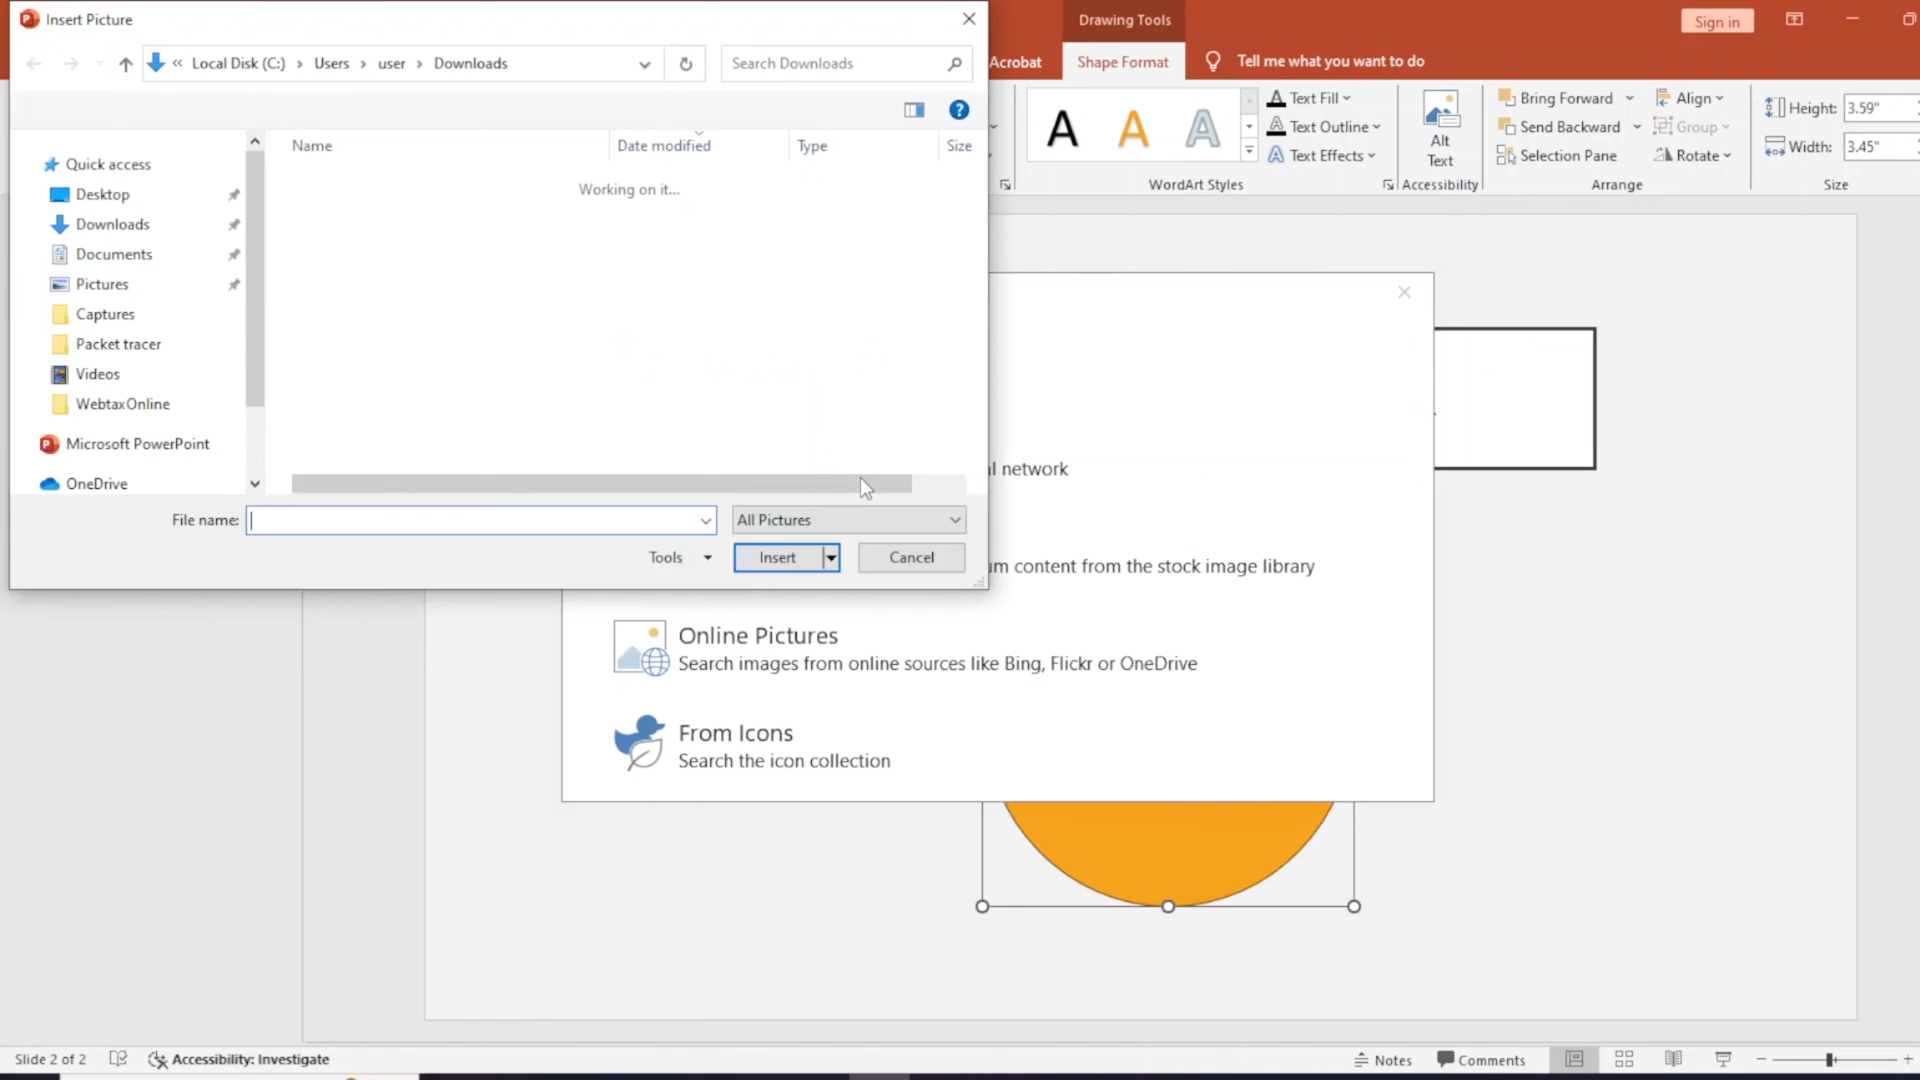 Insert Picture
« Local Disk (C:) › Users › user › Downloads
Search Downloads
Name
Date modified
Type
Size
Working on it...
Quick access
Desktop
Downloads
Documents
Pictures
Captures
Packet tracer
Videos
WebtaxOnline
Microsoft PowerPoint
OneDrive
File name:
All Pictures
Tools
Insert
Cancel
Drawing Tools
Sign in
Acrobat
Shape Format
Tell me what you want to do
A A A
Text Fill
Text Outline
Text Effects
WordArt Styles
Alt
Text
Accessibility
Bring Forward
Send Backward
Selection Pane
Align
Group
Rotate
Arrange
Height: 3.59"
Width: 3.45"
Size
l network
um content from the stock image library
Online Pictures
Search images from online sources like Bing, Flickr or OneDrive
From Icons
Search the icon collection
Slide 2 of 2
Accessibility: Investigate
Notes
Comments